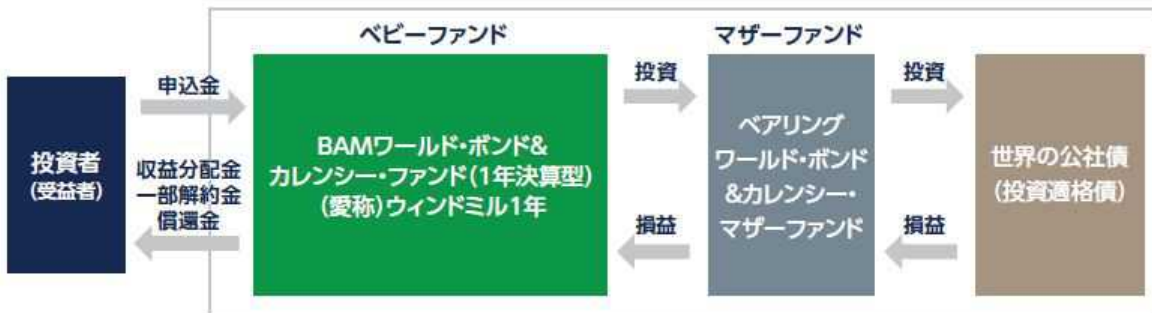 ベビーファンド
マザーファンド
投資者
(受益者)
申込金
収益分配金
一部解約金
償還金
BAMワールド・ボンド&
カレンシー・ファンド(1年決算型)
(愛称)ウィンドミル1年
投資
損益
ベアリング
ワールド・ボンド
&カレンシー・
マザーファンド
投資
損益
世界の公社債
(投資適格債)